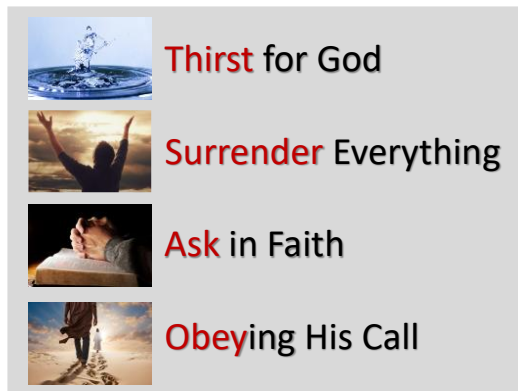 Thirst for God
Surrender Everything
Ask in Faith
Obeying His Call